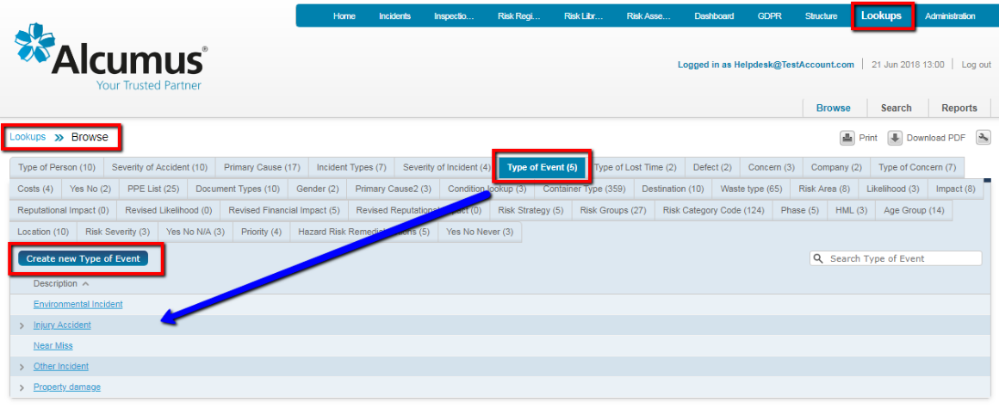 Home Incidents Inspectio... Risk Regi... Risk Libr... Risk Asse... Dashboard GDPR Structure Lookups Administration
Alcumus®
Your Trusted Partner
Logged in as Helpdesk@TestAccount.com 21 Jun 2018 13:00 Log out
Browse Search Reports
Lookups » Browse
Print Download PDF
Type of Person (10) Severity of Accident (10) Primary Cause (17) Incident Types (7) Severity of Incident (4) Type of Event (5) Type of Lost Time (2) Defect (2) Concern (3) Company (2) Type of Concern (7)
Costs (4) Yes No (2) PPE List (25) Document Types (10) Gender (2) Primary Cause2 (3) Condition lookup (3) Container Type (359) Destination (10) Waste type (65) Risk Area (8) Likelihood (3) Impact (8)
Reputational Impact (0) Revised Likelihood (0) Revised Financial Impact (5) Revised Reputational Impact (0) Risk Strategy (5) Risk Groups (27) Risk Category Code (124) Phase (5) HML (3) Age Group (14)
Location (10) Risk Severity (3) Yes No N/A (3) Priority (4) Hazard Risk (5) Yes No Never (3)
Create new Type of Event
Search Type of Event
Description
Environmental Incident
Injury Accident
Near Miss
Other Incident
Property damage